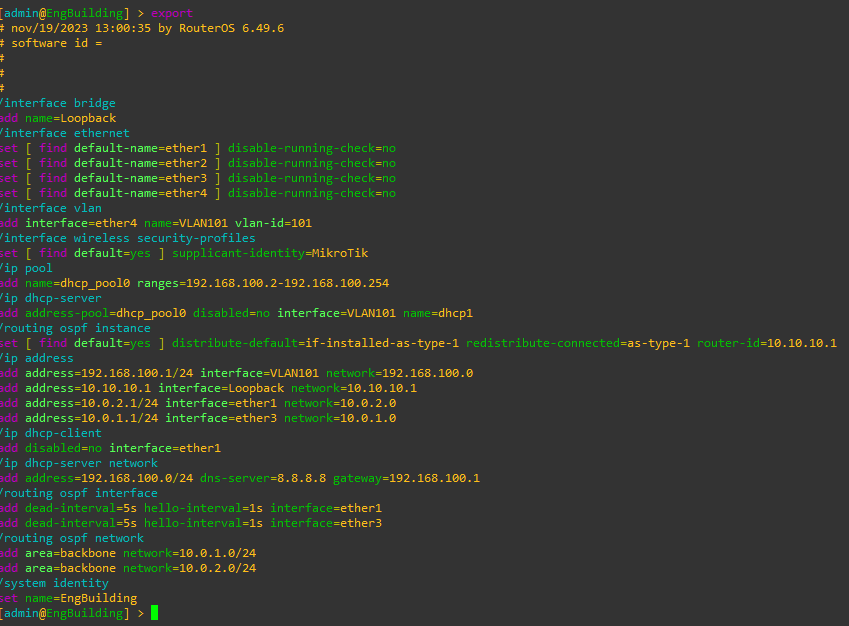 [admin@EngBuilding] > export
# nov/19/2023 13:00:35 by RouterOS 6.49.6
# software id =
#
#
#
/interface bridge
add name=Loopback
/interface ethernet
set [ find default-name=ether1 ] disable-running-check=no
set [ find default-name=ether2 ] disable-running-check=no
set [ find default-name=ether3 ] disable-running-check=no
set [ find default-name=ether4 ] disable-running-check=no
/interface vlan
add interface=ether4 name=VLAN101 vlan-id=101
/interface wireless security-profiles
set [ find default=yes ] supplicant-identity=MikroTik
/ip pool
add name=dhcp_pool0 ranges=192.168.100.2-192.168.100.254
/ip dhcp-server
add address-pool=dhcp_pool0 disabled=no interface=VLAN101 name=dhcp1
/routing ospf instance
set [ find default=yes ] distribute-default=if-installed-as-type-1 redistribute-connected=as-type-1 router-id=10.10.10.1
/ip address
add address=192.168.100.1/24 interface=VLAN101 network=192.168.100.0
add address=10.10.10.1 interface=Loopback network=10.10.10.1
add address=10.0.2.1/24 interface=ether1 network=10.0.2.0
add address=10.0.1.1/24 interface=ether3 network=10.0.1.0
/ip dhcp-client
add disabled=no interface=ether1
/ip dhcp-server network
add address=192.168.100.0/24 dns-server=8.8.8.8 gateway=192.168.100.1
/routing ospf interface
add dead-interval=5s hello-interval=1s interface=ether1
add dead-interval=5s hello-interval=1s interface=ether3
/routing ospf network
add area=backbone network=10.0.1.0/24
add area=backbone network=10.0.2.0/24
/system identity
set name=EngBuilding
[admin@EngBuilding] >